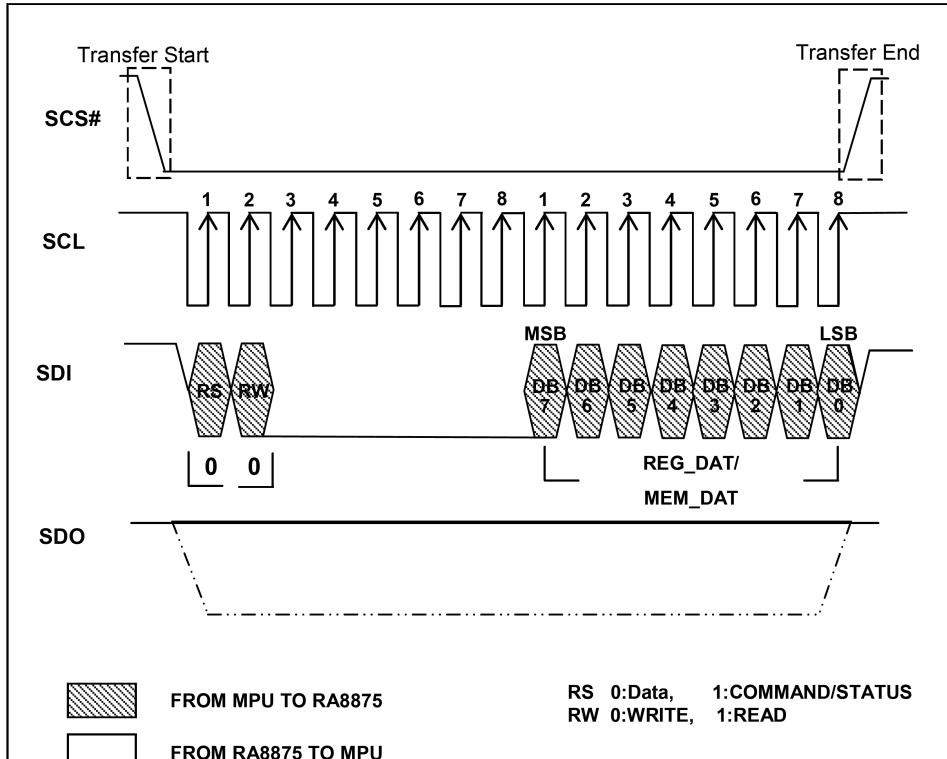 Transfer Start
Transfer End
SCS#
1 2 3 4 5 6 7 8 1 2 3 4 5 6 7 8
SCL
MSB
LSB
SDI
RS RW DB 7 DB 6 DB 5 DB 4 DB 3 DB 2 DB 1 DB 0
0 0
REG_DAT/
MEM_DAT
SDO
FROM MPU TO RA8875
RS 0:Data, 1:COMMAND/STATUS
RW 0:WRITE, 1:READ
FROM RA8875 TO MPU